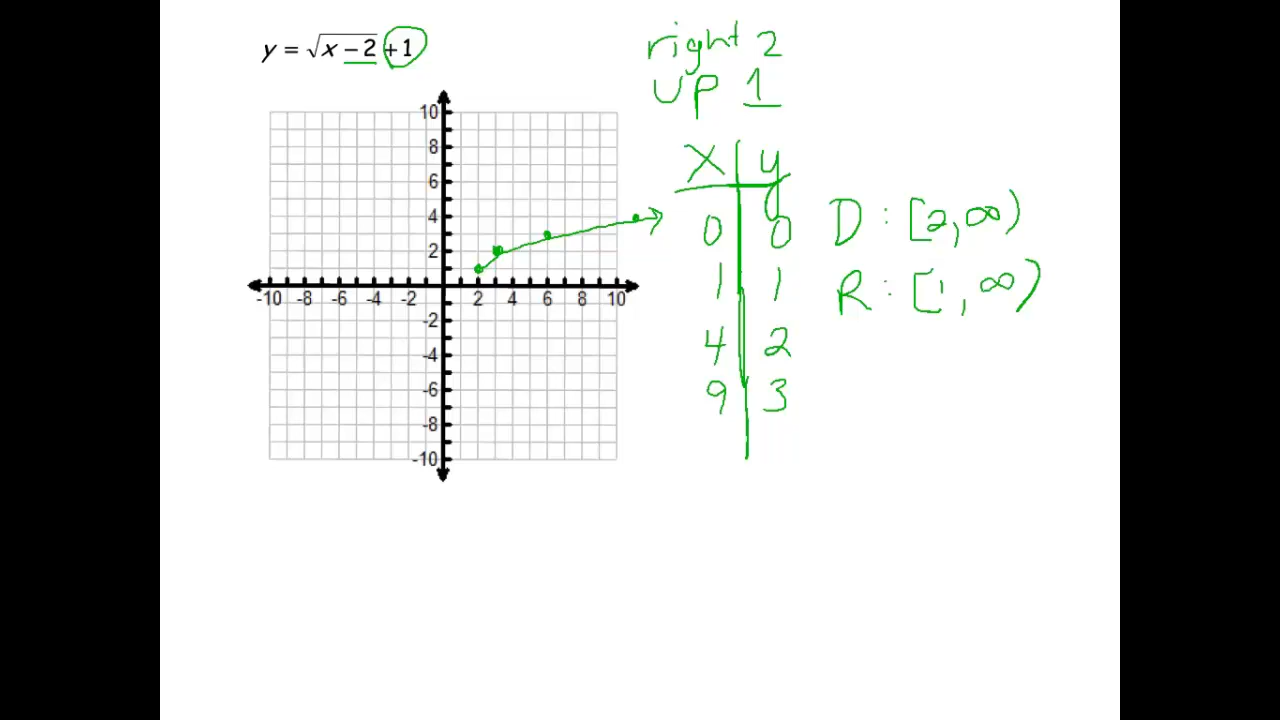 y = √x – 2 + 1
right 2
UP 1
10
8
6
4
2
-10 -8 -6 -4 -2 2 4 6 8 10
-2
-4
-6
-8
-10
x y
0 0
1 1
4 2
9 3
D : [2, ∞)
R : [1, ∞)